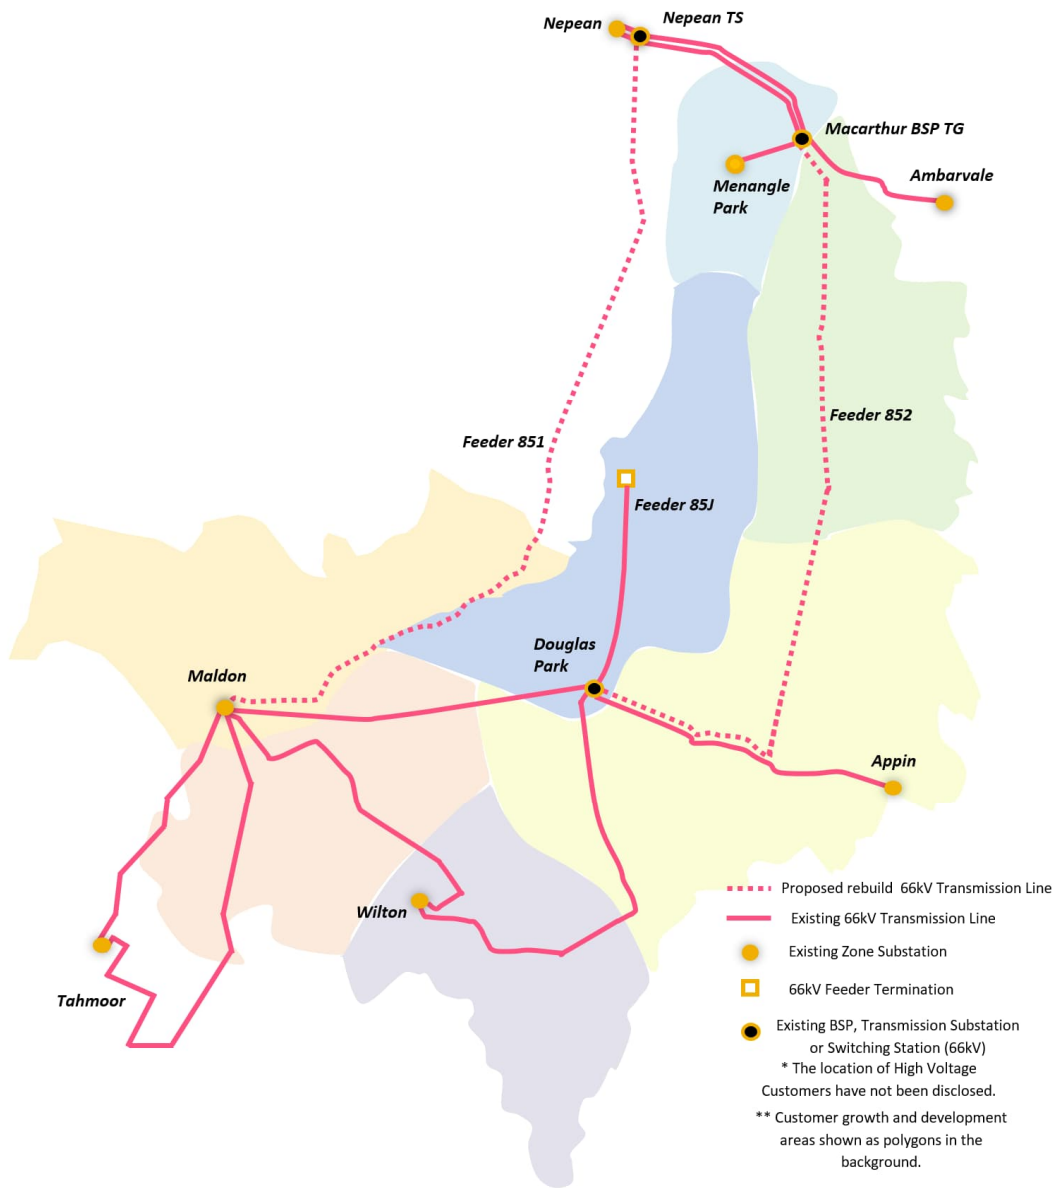 Nepean
Nepean TS
Macarthur BSP TG
Ambarvale
Menangle
Park
Feeder 852
Feeder 851
Feeder 85J
Douglas
Park
Maldon
Appin
Wilton
Tahmoor
Proposed rebuild 66kV Transmission Line
Existing 66kV Transmission Line
Existing Zone Substation
66kV Feeder Termination
Existing BSP, Transmission Substation
or Switching Station (66kV)
* The location of High Voltage
Customers have not been disclosed.
** Customer growth and development
areas shown as polygons in the
background.